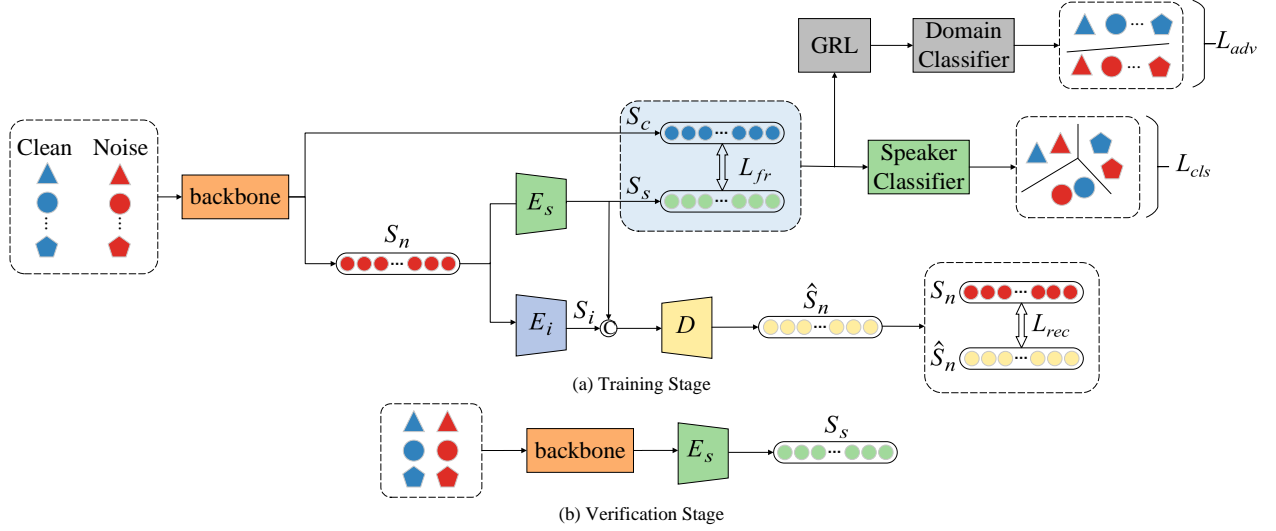 GRL
Domain
Classifier
L_adv
Clean Noise
backbone
S_c
L_fr
S_s
E_s
Speaker
Classifier
L_cls
S_n
E_i
S_i
C
D
Ŝ_n
S_n
L_rec
Ŝ_n
(a) Training Stage
backbone
E_s
S_s
(b) Verification Stage